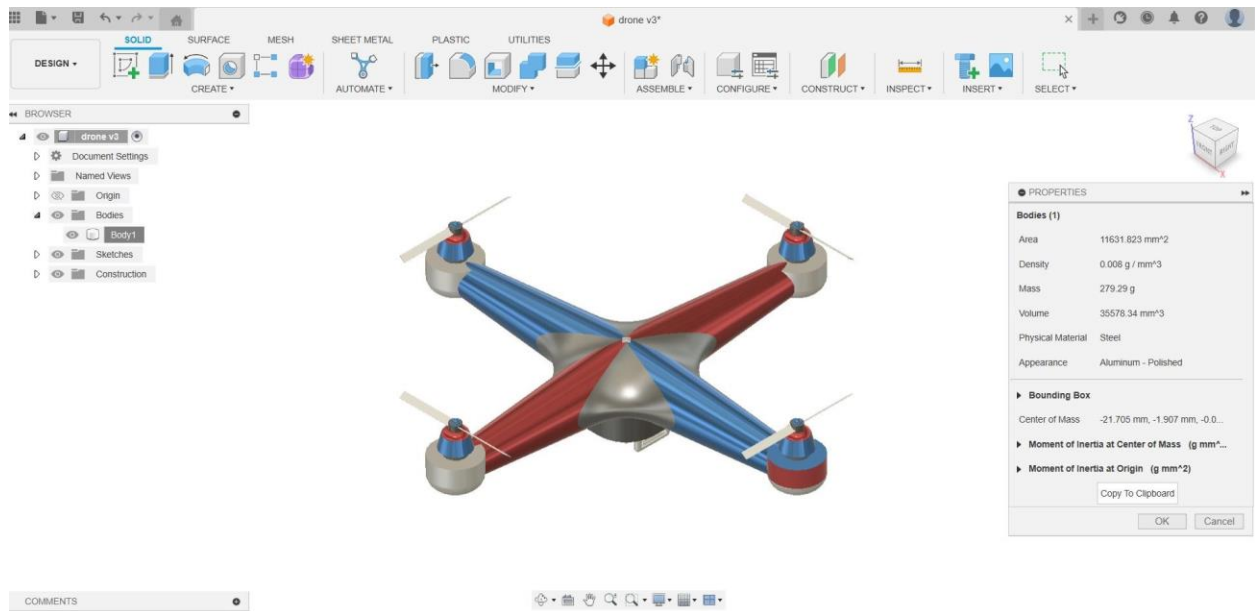 drone v3*
SOLID SURFACE MESH SHEET METAL PLASTIC UTILITIES
DESIGN
CREATE AUTOMATE MODIFY ASSEMBLE CONFIGURE CONSTRUCT INSPECT INSERT SELECT
BROWSER
drone v3
Document Settings
Named Views
Origin
Bodies
Body1
Sketches
Construction
Z
TOP
FRONT RIGHT
X
PROPERTIES
Bodies (1)
Area 11631.823 mm^2
Density 0.008 g / mm^3
Mass 279.29 g
Volume 35578.34 mm^3
Physical Material Steel
Appearance Aluminum - Polished
Bounding Box
Center of Mass -21.705 mm, -1.907 mm, -0.0...
Moment of Inertia at Center of Mass (g mm^...
Moment of Inertia at Origin (g mm^2)
Copy To Clipboard
OK Cancel
COMMENTS